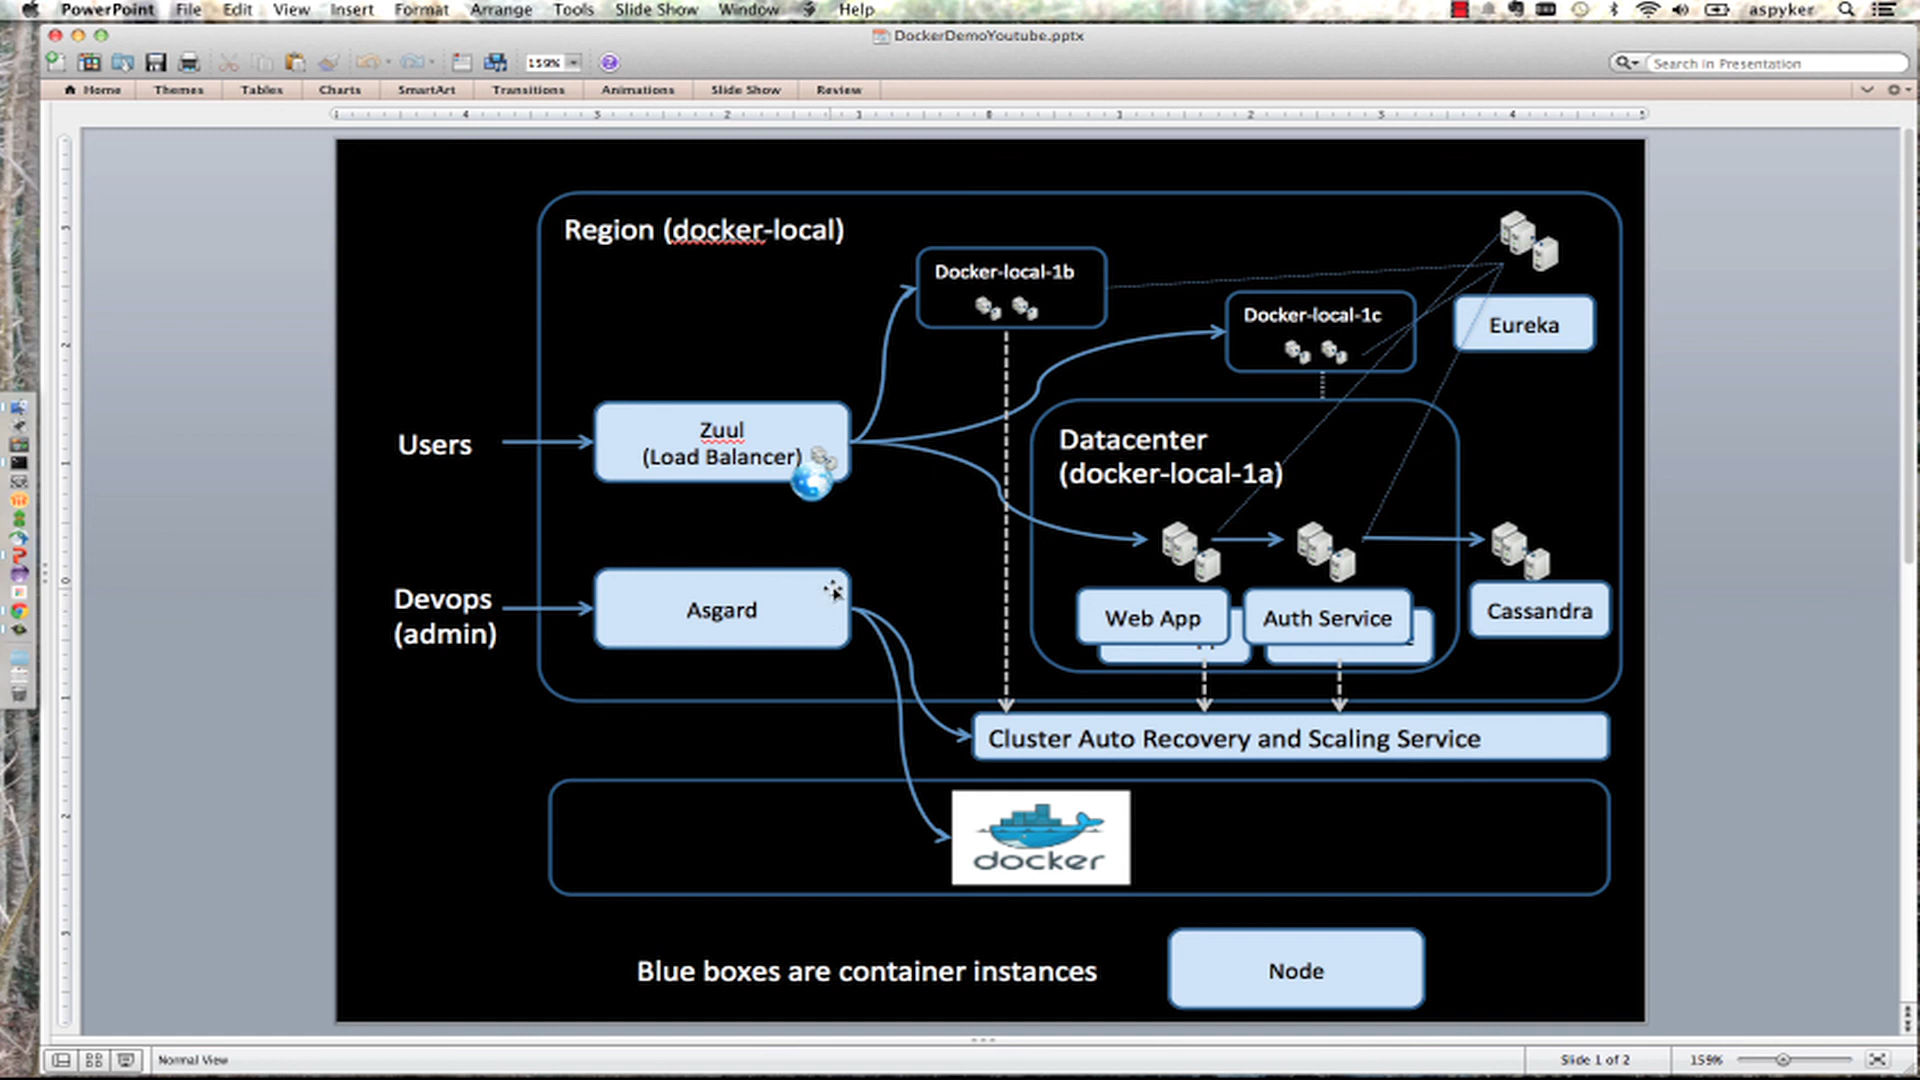 PowerPoint File Edit View Insert Format Arrange Tools Slide Show Window Help aspyker
DockerDemoYoutube.pptx
159% Search in Presentation
Home Themes Tables Charts SmartArt Transitions Animations Slide Show Review
Region (docker-local)
Docker-local-1b
Docker-local-1c
Eureka
Users
Zuul
(Load Balancer)
Datacenter
(docker-local-1a)
Devops
(admin)
Asgard
Web App
Auth Service
Cassandra
Cluster Auto Recovery and Scaling Service
docker
Blue boxes are container instances
Node
Normal View Slide 1 of 2 159%